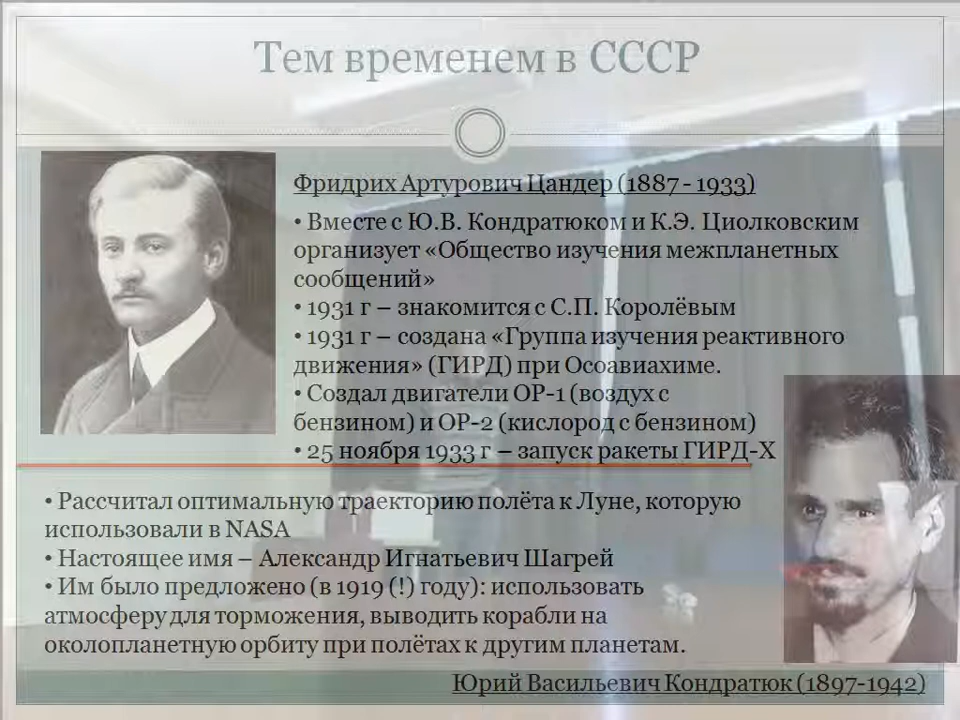 Тем временем в СССР
Фридрих Артурович Цандер (1887 - 1933)
• Вместе с Ю.В. Кондратюком и К.Э. Циолковским
организует «Общество изучения межпланетных
сообщений»
• 1931 г – знакомится с С.П. Королёвым
• 1931 г – создана «Группа изучения реактивного
движения» (ГИРД) при Осоавиахиме.
• Создал двигатели ОР-1 (воздух с
бензином) и ОР-2 (кислород с бензином)
• 25 ноября 1933 г – запуск ракеты ГИРД-X
• Рассчитал оптимальную траекторию полёта к Луне, которую
использовали в NASA
• Настоящее имя – Александр Игнатьевич Шагрей
• Им было предложено (в 1919 (!) году): использовать
атмосферу для торможения, выводить корабли на
околопланетную орбиту при полётах к другим планетам.
Юрий Васильевич Кондратюк (1897-1942)